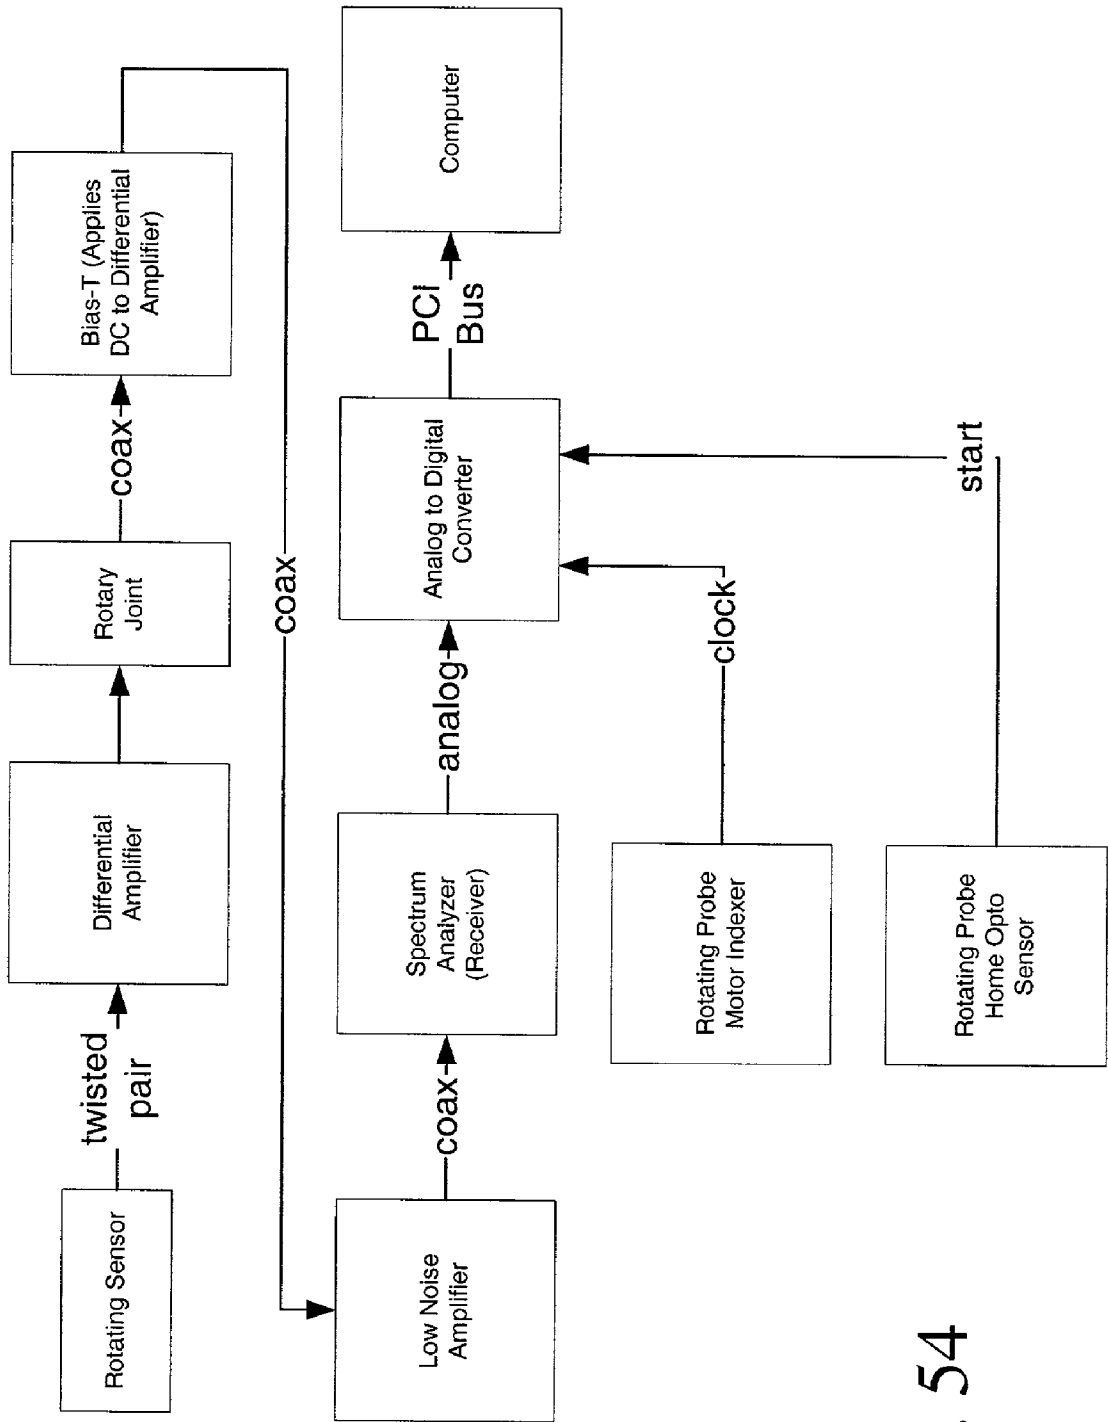 Rotating Sensor
twisted
pair
Differential
Amplifier
Rotary
Joint
coax
Bias-T (Applies
DC to Differential
Amplifier)
coax
Low Noise
Amplifier
coax
Spectrum
Analyzer
(Receiver)
analog
Analog to Digital
Converter
PCI
Bus
Computer
Rotating Probe
Motor Indexer
clock
Rotating Probe
Home Opto
Sensor
start
. 54